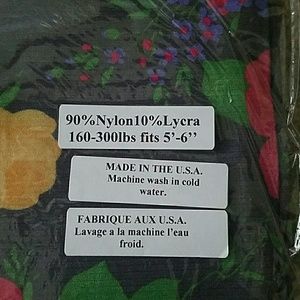 90%Nylon10%Lycra
160-300lbs fits 5'-6''
MADE IN THE U.S.A.
Machine wash in cold
water.
FABRIQUE AUX U.S.A.
Lavage a la machine l'eau
froid.